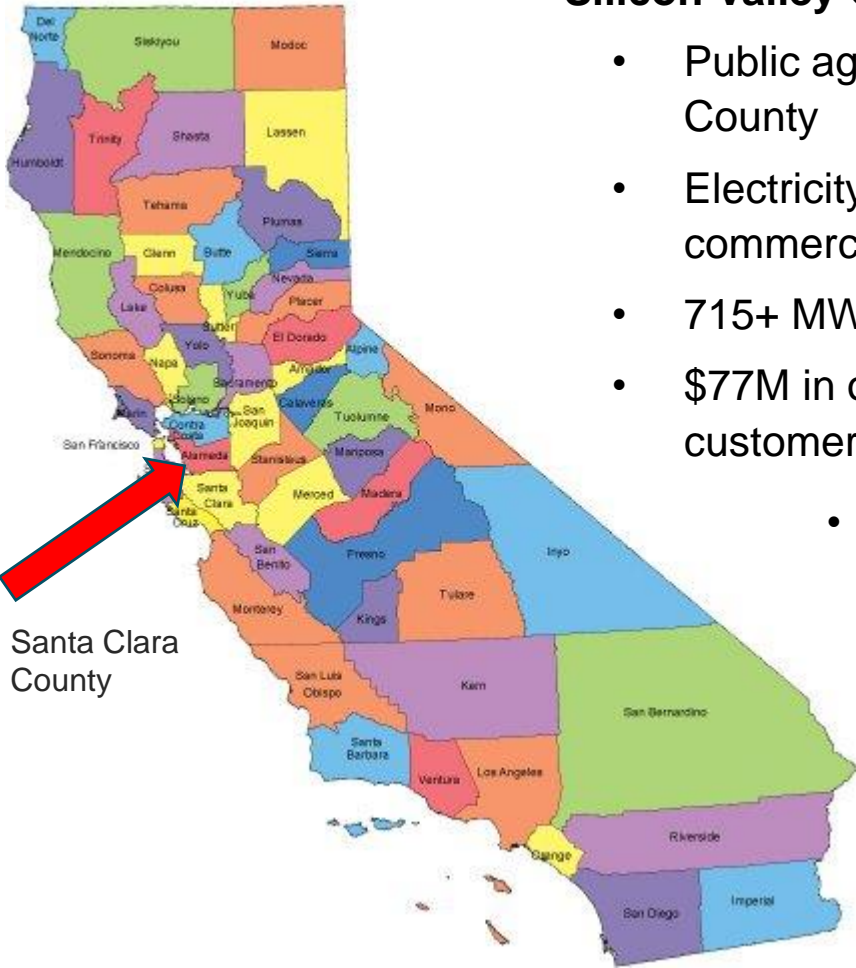 Silicon Valley
• Public
County
• Electricity
• 715+ MW
• $77M in
customer
•
Del
Norte
Siskiyou
Modoc
Humboldt
Trinity
Shasta
Lassen
Tehama
Plumas
Mendocino
Glenn
Butte
Sierra
Colusa
Yuba
Nevada
Placer
Lake
Sutter
El Dorado
Alpine
Sonoma
Napa
Yolo
Sacramento
Amador
Solano
Calaveras
Marin
Contra
Costa
San
Joaquin
Tuolumne
Mono
San Francisco
Alameda
Stanislaus
Mariposa
Santa
Clara
Merced
Madera
Santa
Cruz
San
Benito
Fresno
Inyo
Monterey
Kings
Tulare
Santa Clara
County
San Luis
Obispo
Kern
San Bernardino
Santa
Barbara
Ventura
Los Angeles
Orange
Riverside
San Diego
Imperial